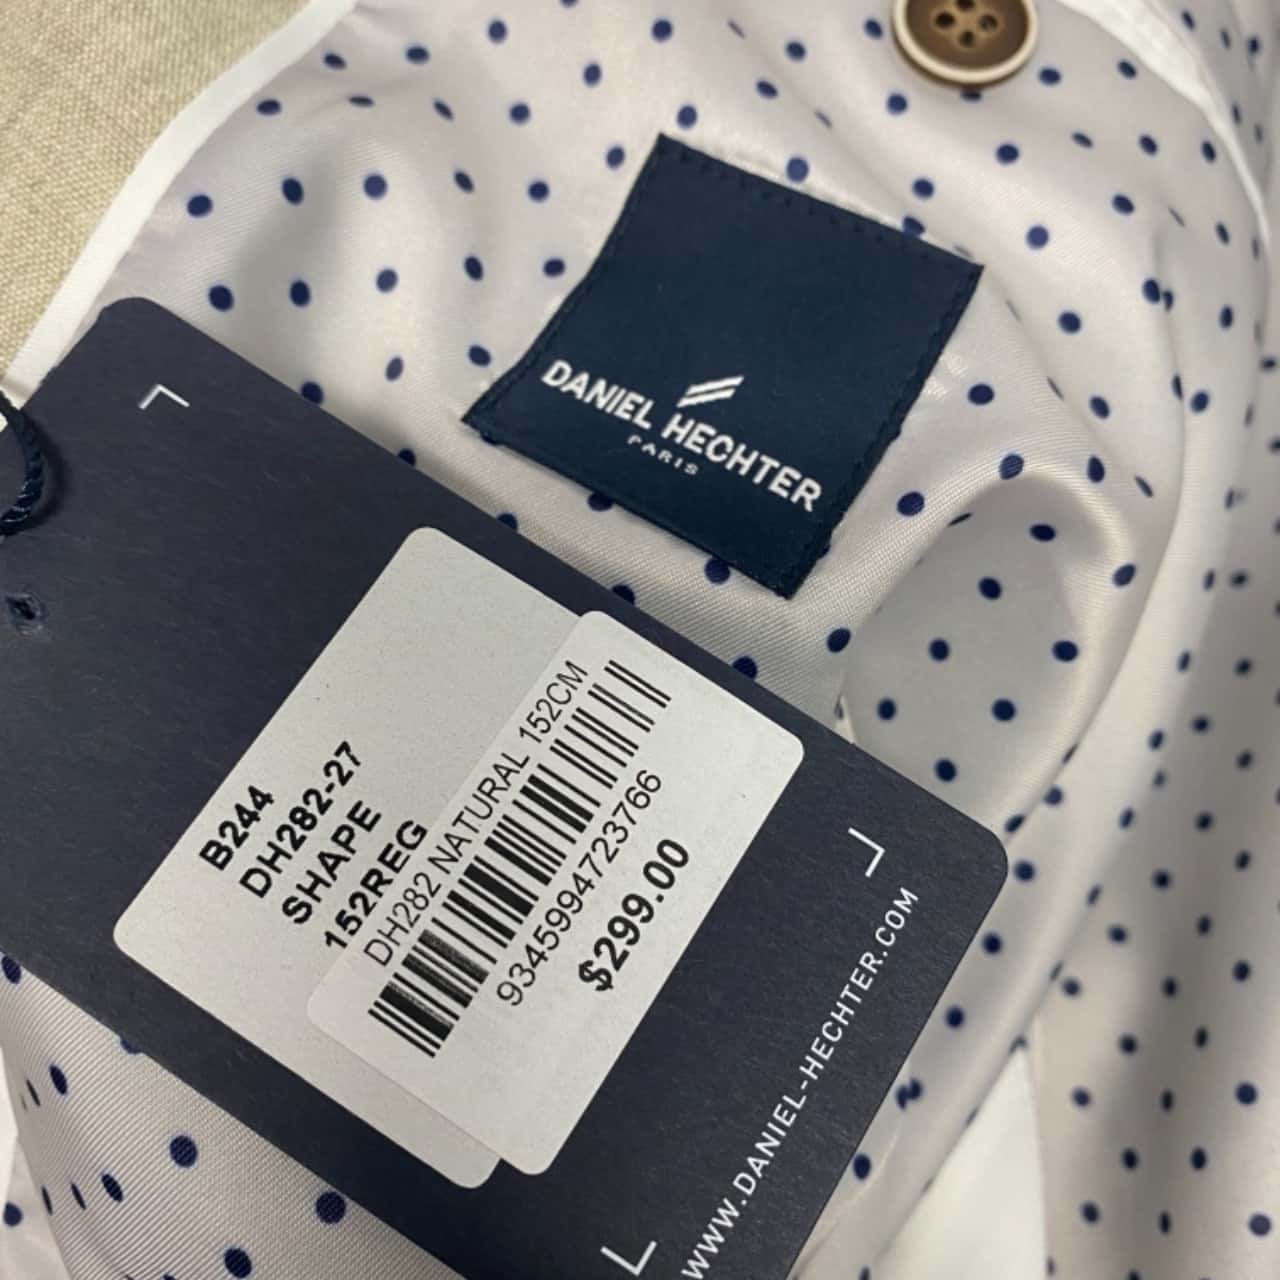 DANIEL HECHTER
PARIS
B244
DH282-27
SHAPE
152REG
DH282 NATURAL 152CM
9345994723766
$299.00
WWW.DANIEL-HECHTER.COM